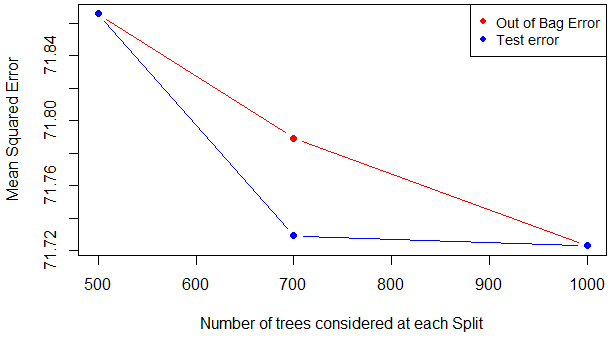 Out of Bag Error
Test error
Mean Squared Error
71.84
71.80
71.76
71.72
500 600 700 800 900 1000
Number of trees considered at each Split